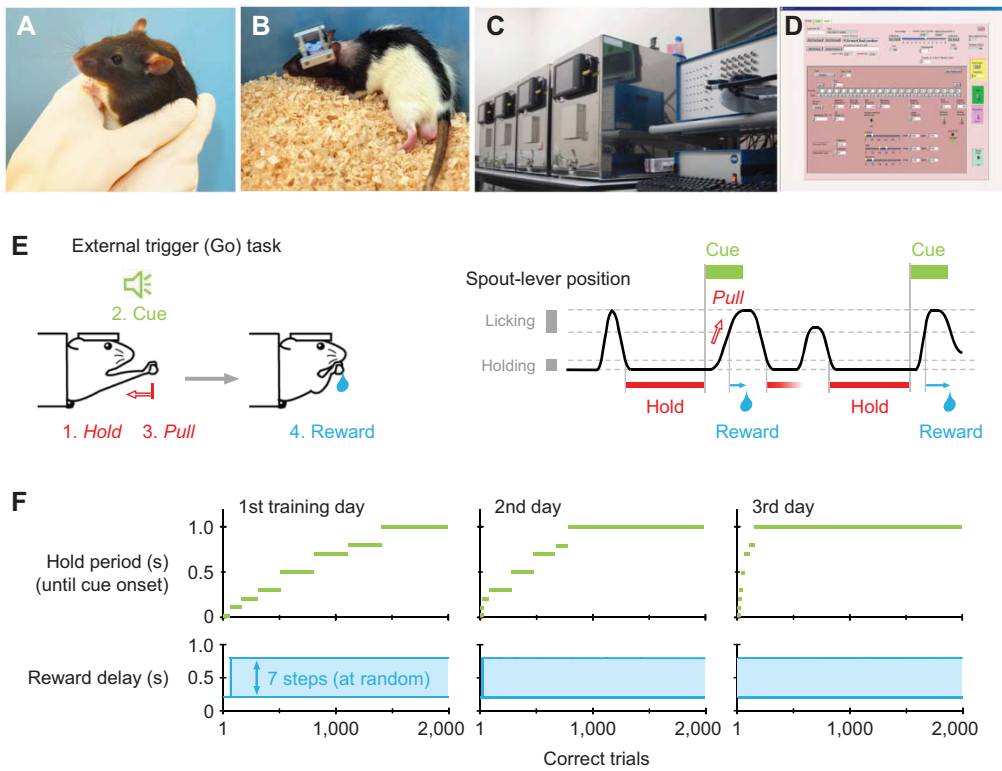 A
B
C
D
E
External trigger (Go) task
2. Cue
1. Hold
3. Pull
4. Reward
Spout-lever position
Cue
Cue
Pull
Licking
Holding
Hold
Hold
Reward
Reward
F
1st training day
2nd day
3rd day
Hold period (s)
(until cue onset)
1.0
0.5
0
Reward delay (s)
1.0
0.5
0
7 steps (at random)
1
1,000
2,000
1
1,000
2,000
1
1,000
2,000
Correct trials